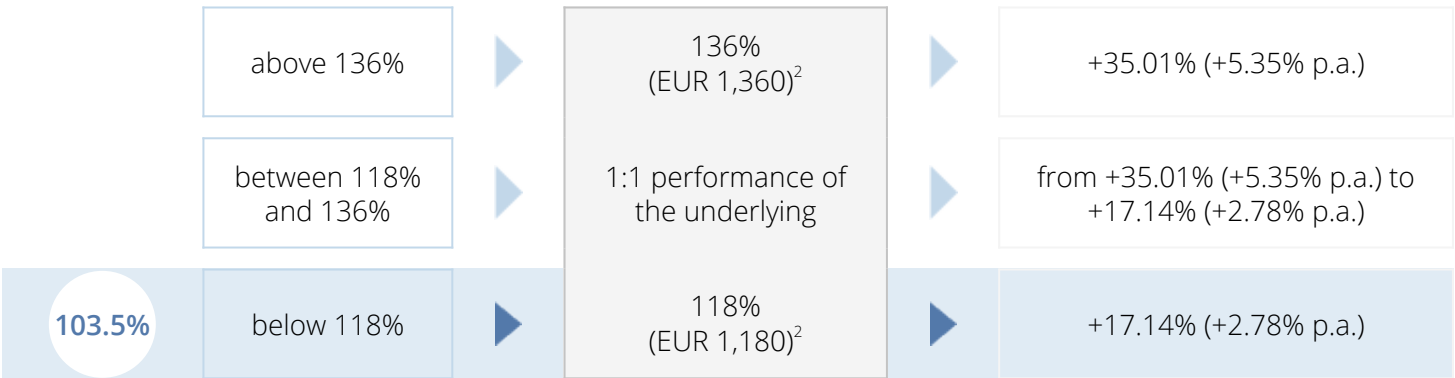 above 136%
136%
(EUR 1,360)²
+35.01% (+5.35% p.a.)
between 118%
and 136%
1:1 performance of
the underlying
from +35.01% (+5.35% p.a.) to
+17.14% (+2.78% p.a.)
103.5%
below 118%
118%
(EUR 1,180)²
+17.14% (+2.78% p.a.)